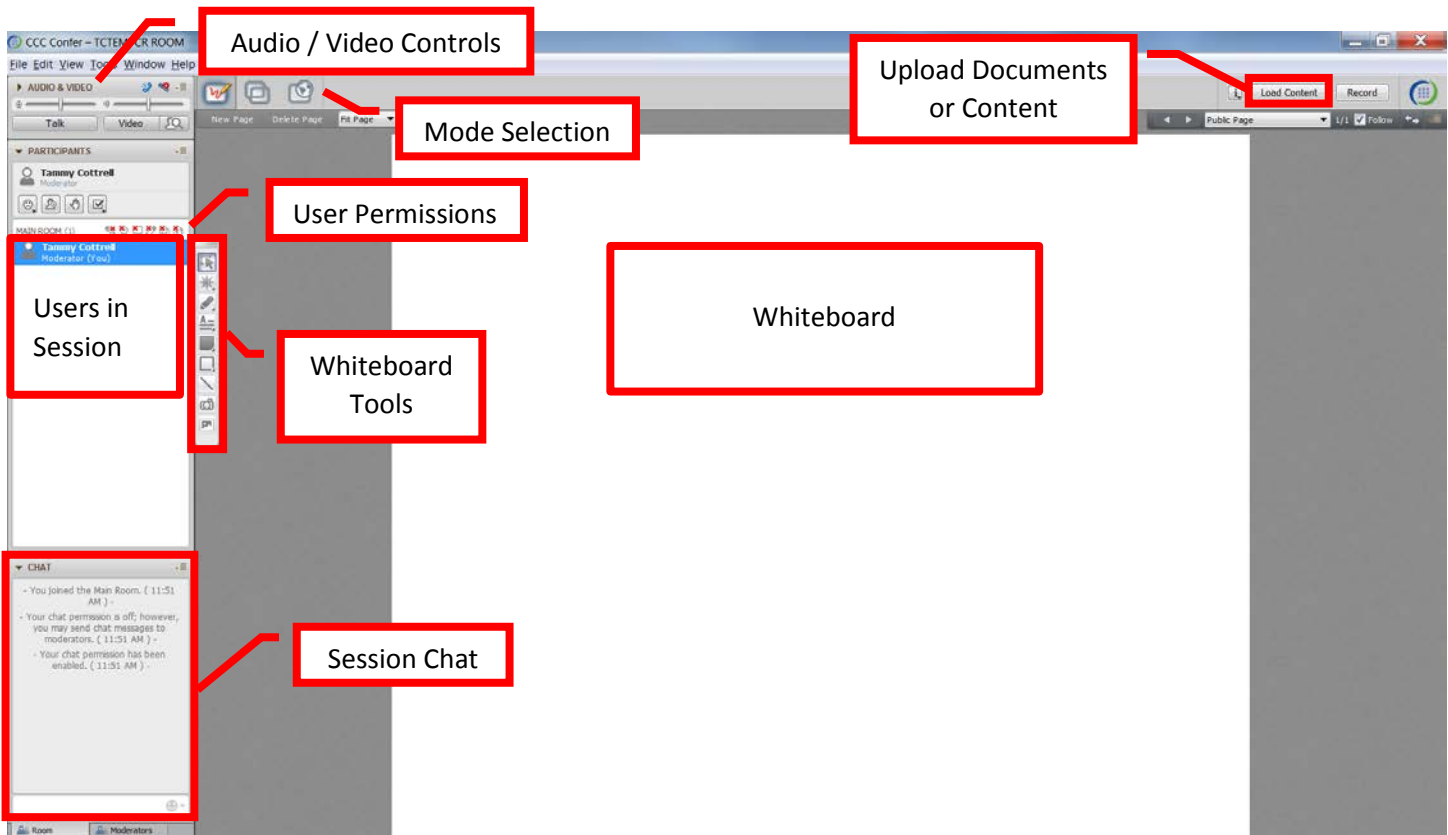 CCC Confer – TCTEM CR ROOM
File Edit View Tools Window Help
Audio / Video Controls
Upload Documents
or Content
AUDIO & VIDEO
Talk
Video
Load Content
Record
New Page
Delete Page
Fit Page
Mode Selection
Public Page
1/1
Follow
PARTICIPANTS
Tammy Cottrell
Moderator
User Permissions
MAIN ROOM (1)
Tammy Cottrell
Moderator (You)
Users in
Session
Whiteboard
Whiteboard
Tools
CHAT
- You joined the Main Room. ( 11:51
AM ) -
- Your chat permission is off; however,
you may send chat messages to
moderators. ( 11:51 AM ) -
- Your chat permission has been
enabled. ( 11:51 AM ) -
Session Chat
Room
Moderators